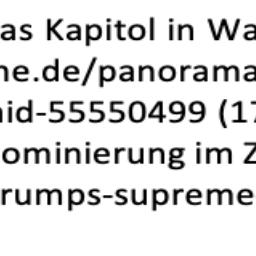 as Kapitol in Wa
ne.de/panorama
nid-55550499 (17
ominierung im Z
rumps-supreme-